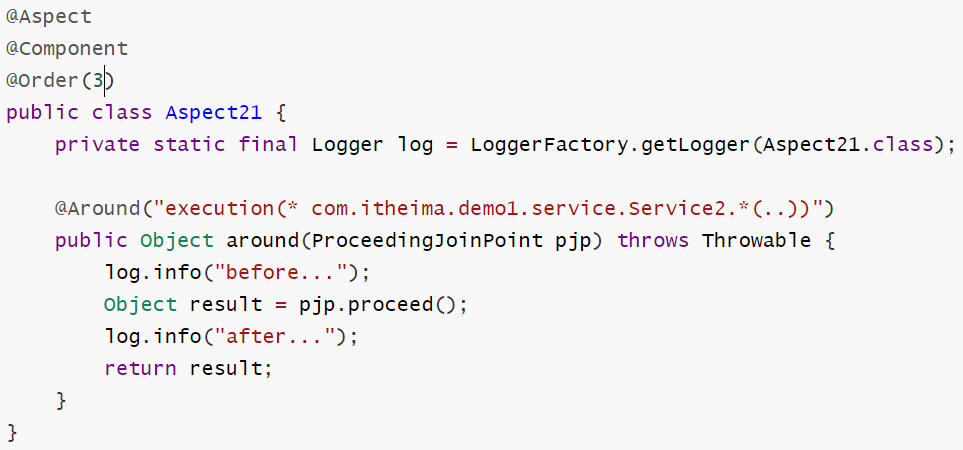 @Aspect
@Component
@Order(3)
public class Aspect21 {
    private static final Logger log = LoggerFactory.getLogger(Aspect21.class);

    @Around("execution(* com.itheima.demo1.service.Service2.*(..))")
    public Object around(ProceedingJoinPoint pjp) throws Throwable {
        log.info("before...");
        Object result = pjp.proceed();
        log.info("after...");
        return result;
    }
}